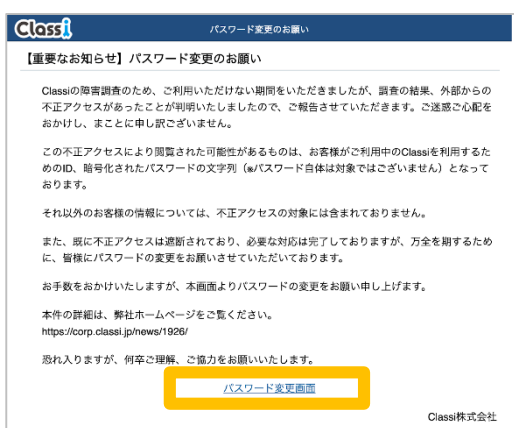 Classi
パスワード変更のお願い
【重要なお知らせ】パスワード変更のお願い
Classiの障害調査のため、ご利用いただけない期間をいただきましたが、調査の結果、外部からの
不正アクセスがあったことが判明いたしましたので、ご報告させていただきます。ご迷惑ご心配を
おかけし、まことに申し訳ございません。
この不正アクセスにより閲覧された可能性があるものは、お客様がご利用中のClassiを利用するた
めのID、暗号化されたパスワードの文字列（※パスワード自体は対象ではございません）となって
おります。
それ以外のお客様の情報については、不正アクセスの対象には含まれておりません。
また、既に不正アクセスは遮断されており、必要な対応は完了しておりますが、万全を期するため
に、皆様にパスワードの変更をお願いさせていただいております。
お手数をおかけいたしますが、本画面よりパスワードの変更をお願い申し上げます。
本件の詳細は、弊社ホームページをご覧ください。
https://corp.classi.jp/news/1926/
恐れ入りますが、何卒ご理解、ご協力をお願いいたします。
パスワード変更画面
Classi株式会社